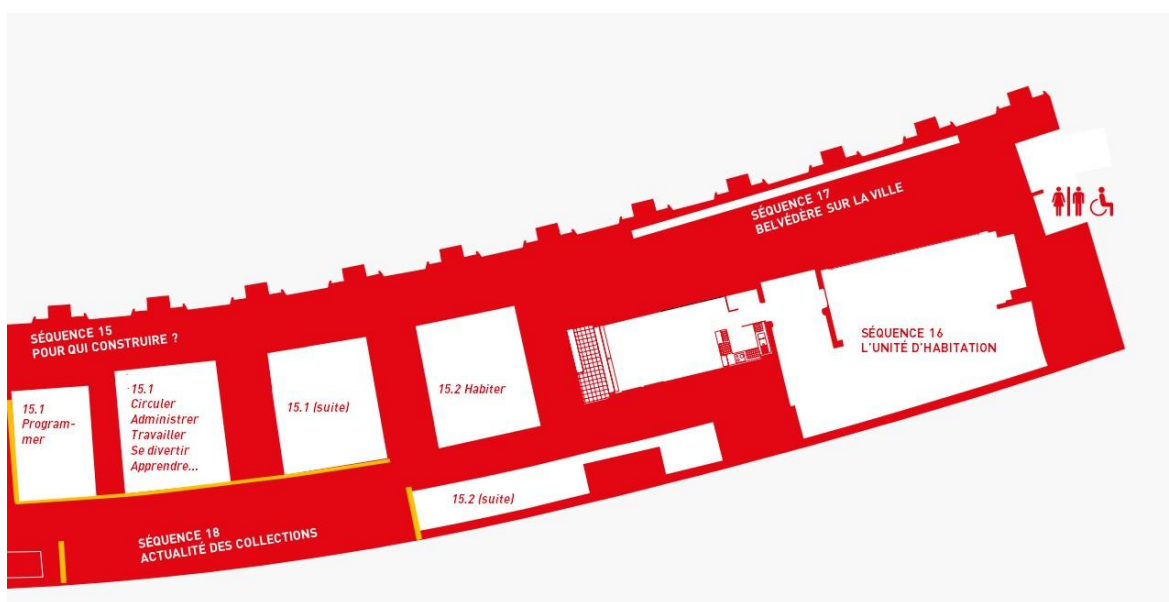 SÉQUENCE 17
BELVÉDÈRE SUR LA VILLE
SÉQUENCE 15
POUR QUI CONSTRUIRE ?
SÉQUENCE 16
L'UNITÉ D'HABITATION
15.1
Program-
mer
15.1
Circuler
Administrer
Travailler
Se divertir
Apprendre...
15.1 (suite)
15.2 Habiter
15.2 (suite)
SÉQUENCE 18
ACTUALITÉ DES COLLECTIONS